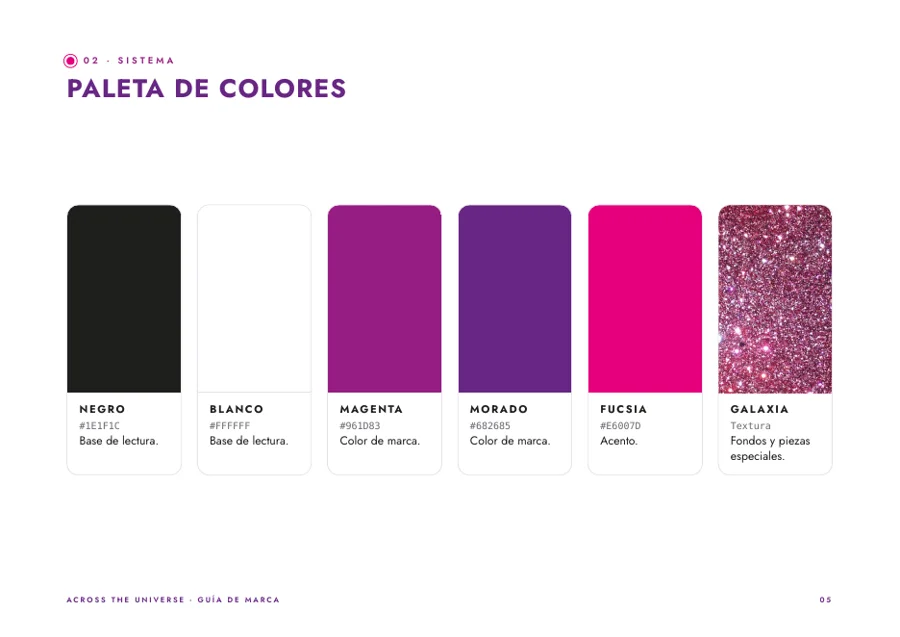 02 · SISTEMA
PALETA DE COLORES
NEGRO
#1E1F1C
Base de lectura.
BLANCO
#FFFFFF
Base de lectura.
MAGENTA
#961D83
Color de marca.
MORADO
#682685
Color de marca.
FUCSIA
#E6007D
Acento.
GALAXIA
Textura
Fondos y piezas
especiales.
ACROSS THE UNIVERSE · GUÍA DE MARCA
05